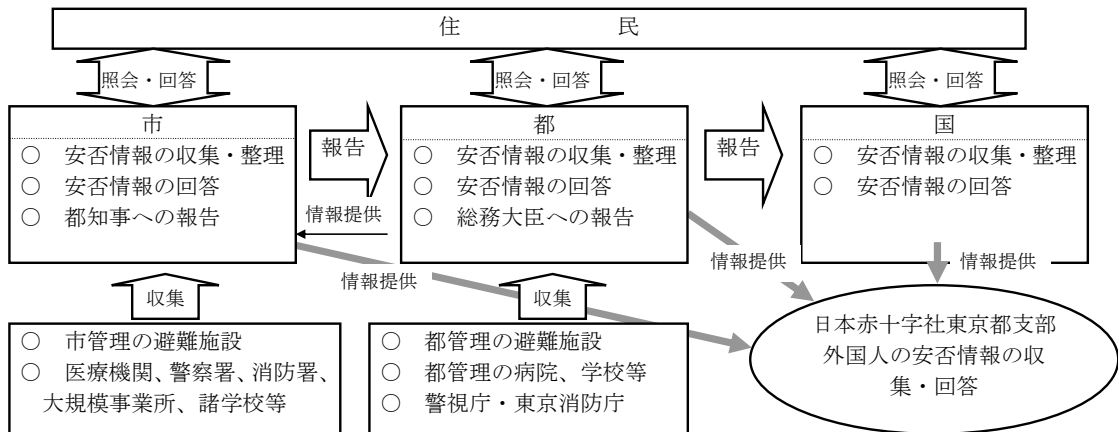 住　　　　　　民
照会・回答
照会・回答
照会・回答
市
○　安否情報の収集・整理
○　安否情報の回答
○　都知事への報告
報告
都
○　安否情報の収集・整理
○　安否情報の回答
○　総務大臣への報告
報告
国
○　安否情報の収集・整理
○　安否情報の回答
情報提供
情報提供
情報提供
情報提供
収集
収集
○　市管理の避難施設
○　医療機関、警察署、消防署、
大規模事業所、諸学校等
○　都管理の避難施設
○　都管理の病院、学校等
○　警視庁・東京消防庁
日本赤十字社東京都支部
外国人の安否情報の収
集・回答